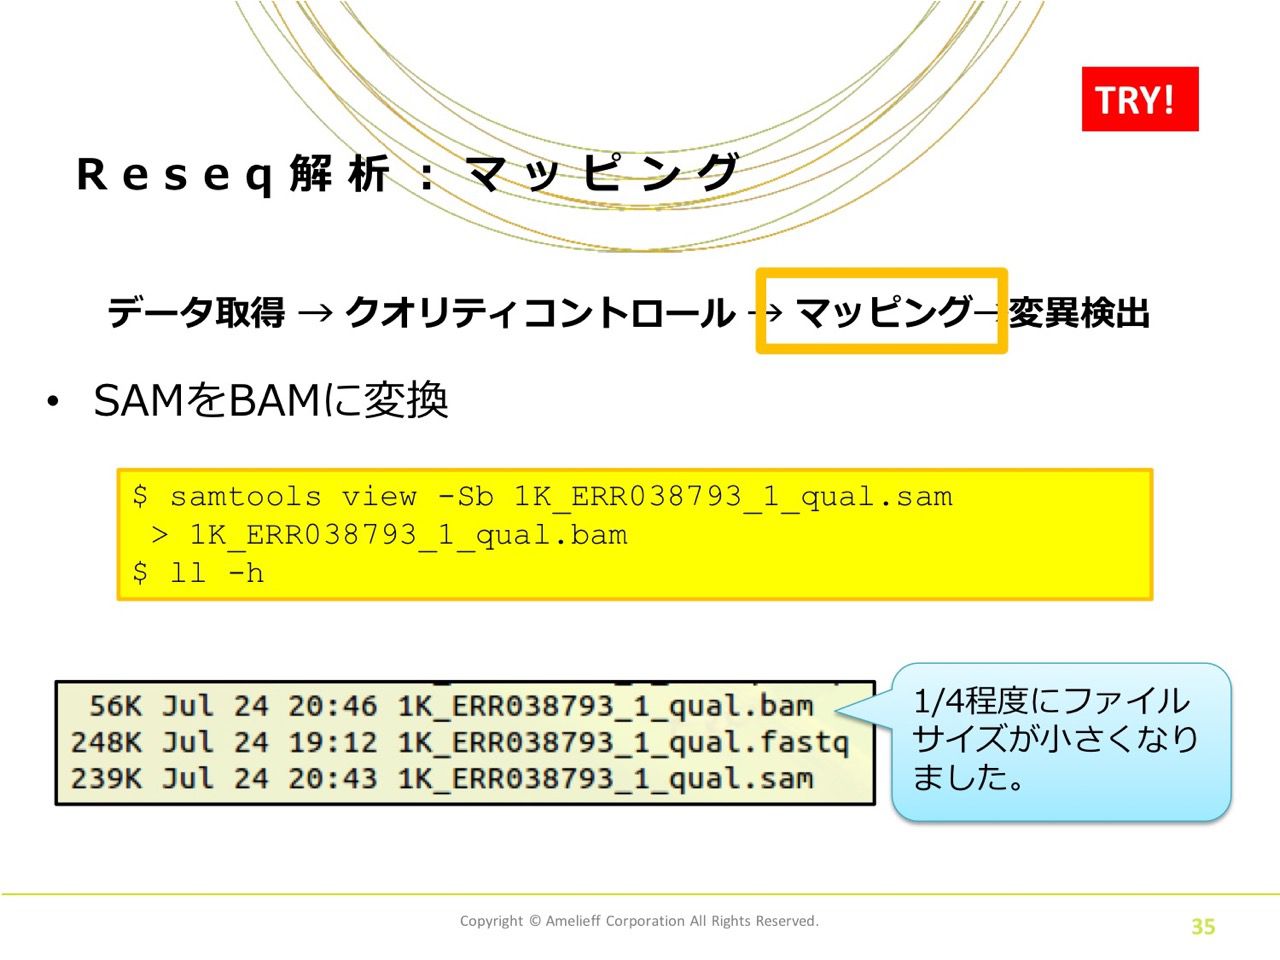 TRY!
Reseq解析：マッピング
データ取得 → クオリティコントロール → マッピング→変異検出
• SAMをBAMに変換
$ samtools view -Sb 1K_ERR038793_1_qual.sam
> 1K_ERR038793_1_qual.bam
$ ll -h
56K Jul 24 20:46 1K_ERR038793_1_qual.bam
248K Jul 24 19:12 1K_ERR038793_1_qual.fastq
239K Jul 24 20:43 1K_ERR038793_1_qual.sam
1/4程度にファイル
サイズが小さくなり
ました。
Copyright © Amelieff Corporation All Rights Reserved.
35